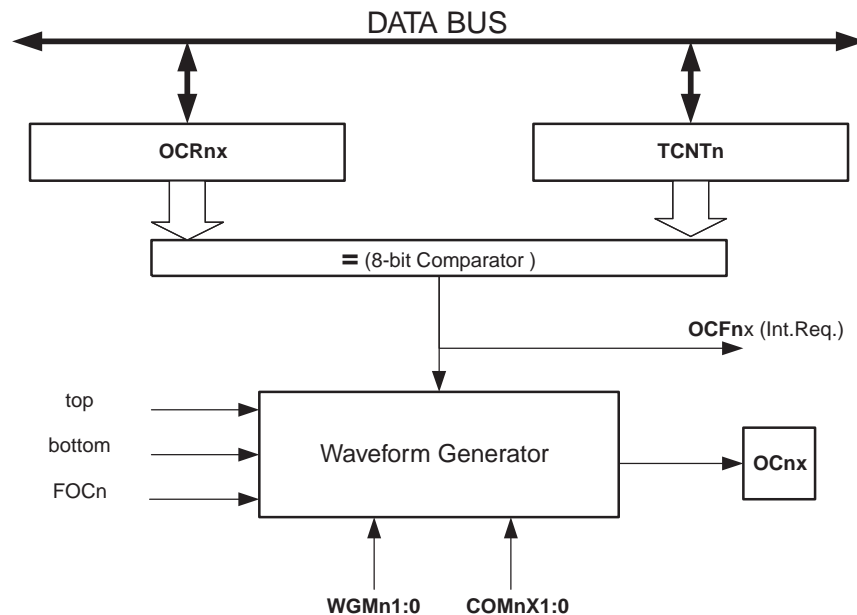 DATA BUS
OCRnx
TCNTn
= (8-bit Comparator )
OCFnx (Int.Req.)
top
bottom
FOCn
Waveform Generator
OCnx
WGMn1:0
COMnX1:0